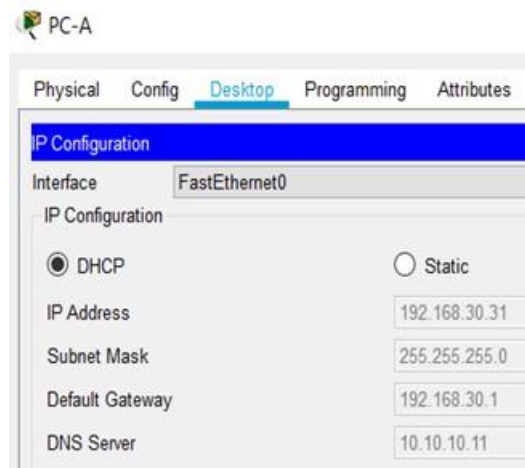 PC-A
Physical Config Desktop Programming Attributes
IP Configuration
Interface FastEthernet0
IP Configuration
DHCP Static
IP Address 192.168.30.31
Subnet Mask 255.255.255.0
Default Gateway 192.168.30.1
DNS Server 10.10.10.11